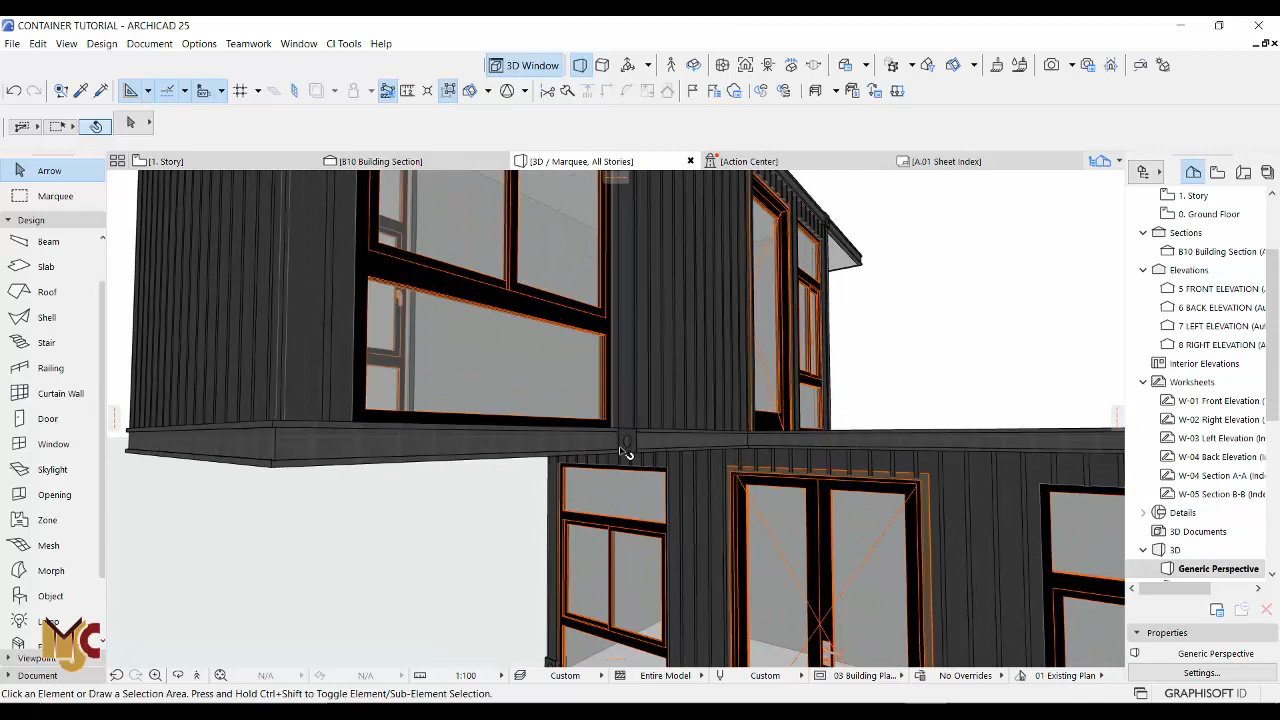 CONTAINER TUTORIAL - ARCHICAD 25
File Edit View Design Document Options Teamwork Window CI Tools Help
3D Window
[1. Story] [B10 Building Section] [3D / Marquee, All Stories] [Action Center] [A.01 Sheet Index]
Arrow
Marquee
Design
Beam
Slab
Roof
Shell
Stair
Railing
Curtain Wall
Door
Window
Skylight
Opening
Zone
Mesh
Morph
Object
MJC
Viewpoint
Document
1. Story
0. Ground Floor
Sections
B10 Building Section (A
Elevations
5 FRONT ELEVATION (A
6 BACK ELEVATION (Au
7 LEFT ELEVATION (Au
8 RIGHT ELEVATION (A
Interior Elevations
Worksheets
W-01 Front Elevation (
W-02 Right Elevation (
W-03 Left Elevation (In
W-04 Back Elevation (I
W-04 Section A-A (Ind
W-05 Section B-B (Ind
Details
3D Documents
3D
Generic Perspective
Properties
Generic Perspective
Settings...
N/A N/A 1:100 Custom Entire Model Custom 03 Building Pla... No Overrides 01 Existing Plan
Click an Element or Draw a Selection Area. Press and Hold Ctrl+Shift to Toggle Element/Sub-Element Selection.
GRAPHISOFT ID